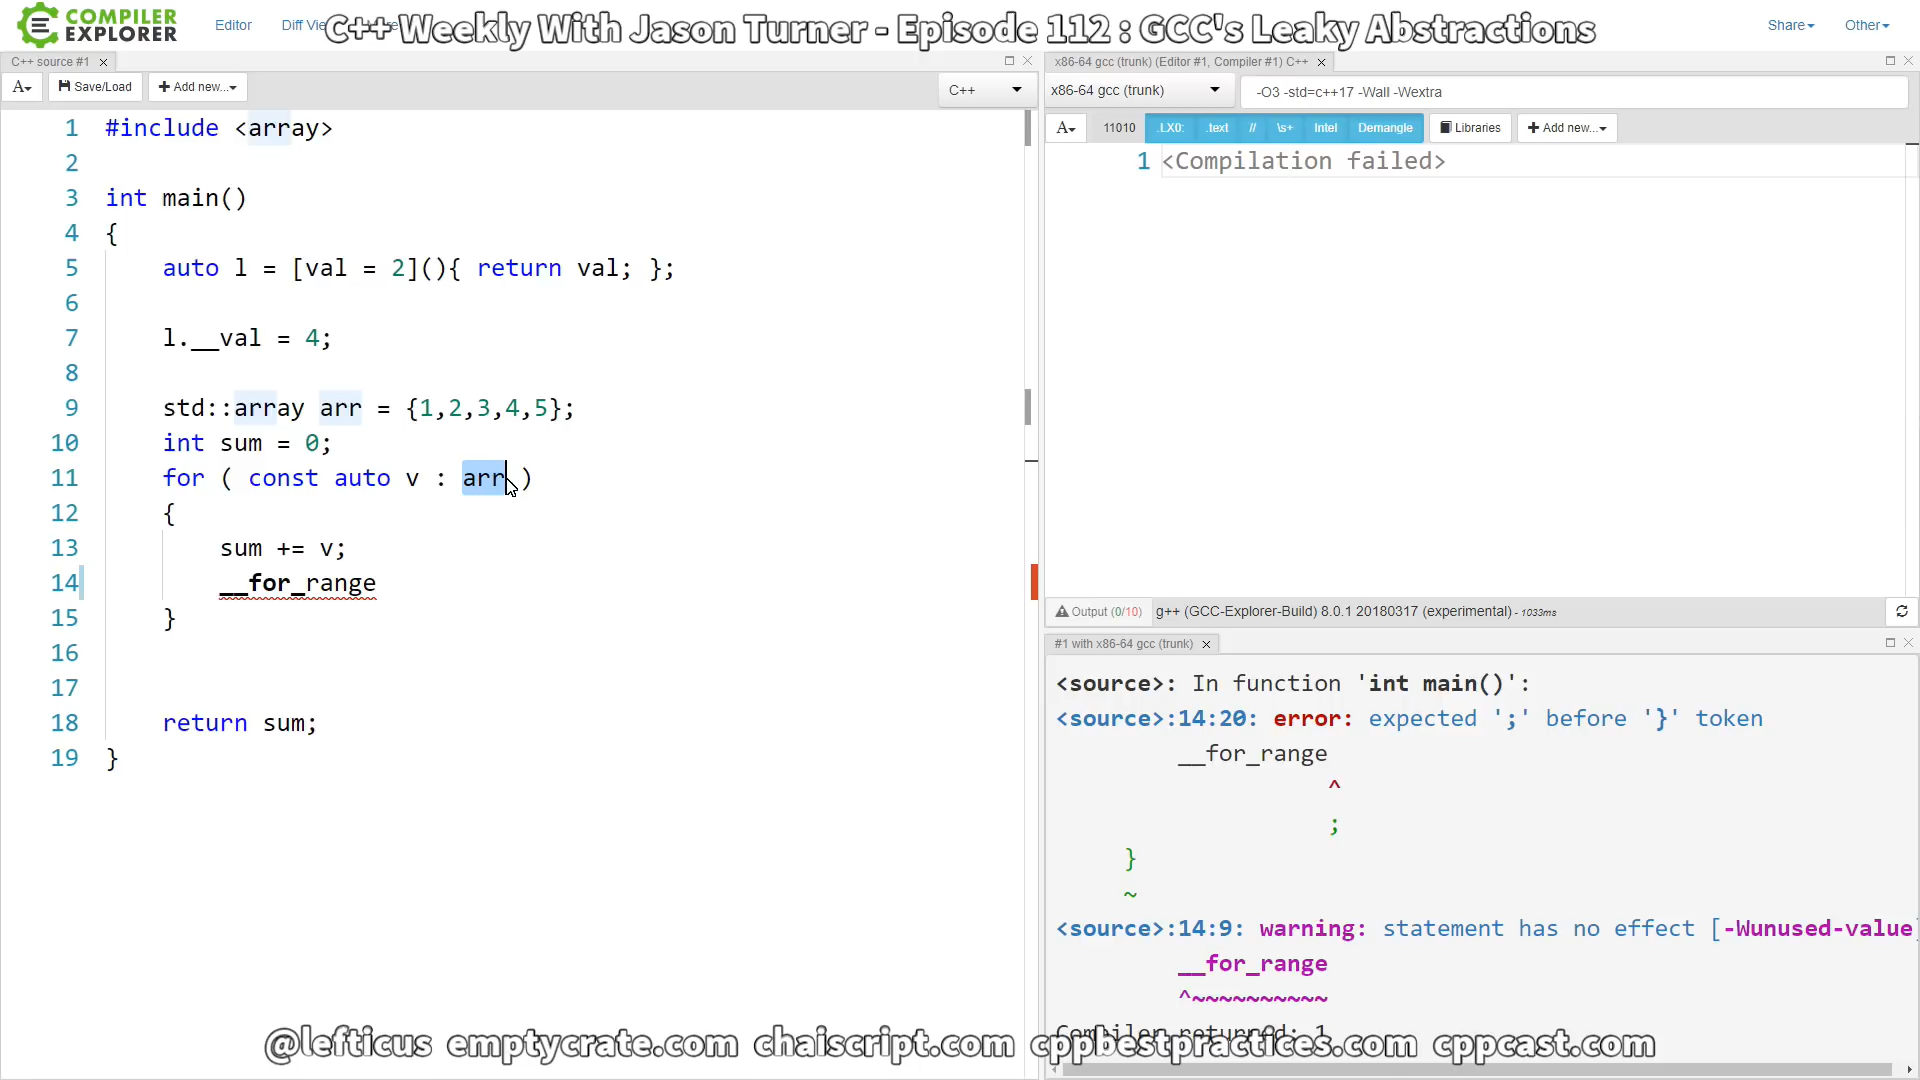 COMPILER
EXPLORER
Editor
Diff Vie
C++ Weekly With Jason Turner - Episode 112 : GCC's Leaky Abstractions
Share
Other
C++ source #1
A
Save/Load
Add new...
C++
1 #include <array>
2
3 int main()
4 {
5 auto l = [val = 2](){ return val; };
6
7 l.__val = 4;
8
9 std::array arr = {1,2,3,4,5};
10 int sum = 0;
11 for ( const auto v : arr )
12 {
13 sum += v;
14 __for_range
15 }
16
17
18 return sum;
19 }
x86-64 gcc (trunk) (Editor #1, Compiler #1) C++
x86-64 gcc (trunk)
-O3 -std=c++17 -Wall -Wextra
A
11010
.LX0:
.text
//
\s+
Intel
Demangle
Libraries
Add new...
1 <Compilation failed>
Output (0/10)
g++ (GCC-Explorer-Build) 8.0.1 20180317 (experimental) - 1033ms
#1 with x86-64 gcc (trunk)
<source>: In function 'int main()':
<source>:14:20: error: expected ';' before '}' token
__for_range
^
;
}
~
<source>:14:9: warning: statement has no effect [-Wunused-value]
__for_range
^~~~~~~~~~~
Compiler returned: 1
@lefticus emptycrate.com chaiscript.com cppbestpractices.com cppcast.com